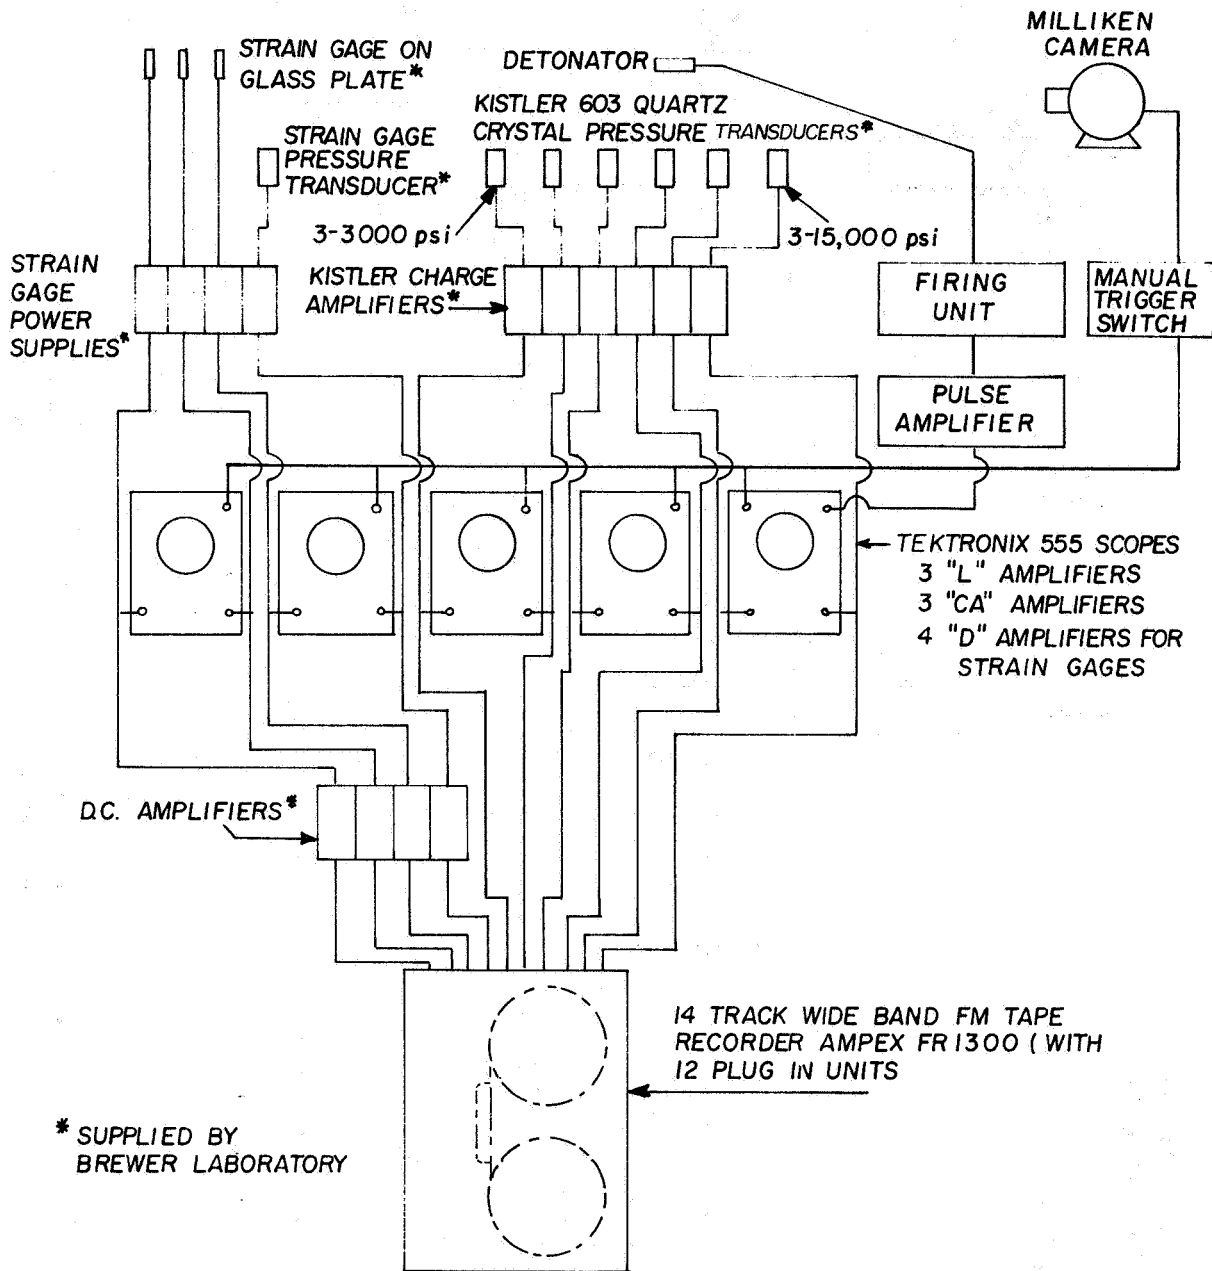 MILLIKEN
CAMERA
STRAIN GAGE ON
GLASS PLATE*
DETONATOR
KISTLER 603 QUARTZ
CRYSTAL PRESSURE TRANSDUCERS*
STRAIN GAGE
PRESSURE
TRANSDUCER*
3-3000 psi
3-15,000 psi
STRAIN
GAGE
POWER
SUPPLIES*
KISTLER CHARGE
AMPLIFIERS*
FIRING
UNIT
MANUAL
TRIGGER
SWITCH
PULSE
AMPLIFIER
TEKTRONIX 555 SCOPES
3 "L" AMPLIFIERS
3 "CA" AMPLIFIERS
4 "D" AMPLIFIERS FOR
STRAIN GAGES
D.C. AMPLIFIERS*
14 TRACK WIDE BAND FM TAPE
RECORDER AMPEX FR 1300 (WITH
12 PLUG IN UNITS
* SUPPLIED BY
BREWER LABORATORY